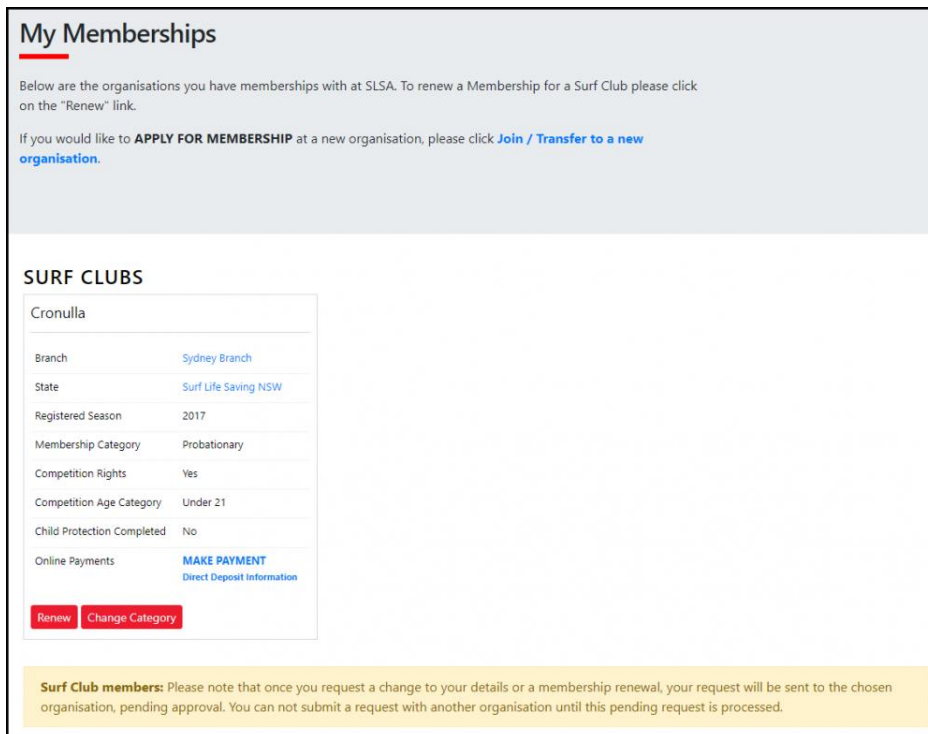 My Memberships
Below are the organisations you have memberships with at SLSA. To renew a Membership for a Surf Club please click
on the "Renew" link.
If you would like to APPLY FOR MEMBERSHIP at a new organisation, please click Join / Transfer to a new
organisation.
SURF CLUBS
Cronulla
Branch Sydney Branch
State Surf Life Saving NSW
Registered Season 2017
Membership Category Probationary
Competition Rights Yes
Competition Age Category Under 21
Child Protection Completed No
Online Payments MAKE PAYMENT
Direct Deposit Information
Renew Change Category
Surf Club members: Please note that once you request a change to your details or a membership renewal, your request will be sent to the chosen
organisation, pending approval. You can not submit a request with another organisation until this pending request is processed.